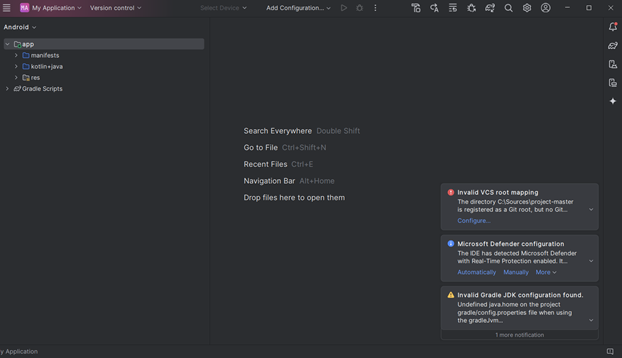 MA My Application Version control Select Device Add Configuration...
Android
app
manifests
kotlin+java
res
Gradle Scripts
Search Everywhere Double Shift
Go to File Ctrl+Shift+N
Recent Files Ctrl+E
Navigation Bar Alt+Home
Drop files here to open them
Invalid VCS root mapping
The directory C:\Sources\project-master
is registered as a Git root, but no Git...
Configure...
Microsoft Defender configuration
The IDE has detected Microsoft Defender
with Real-Time Protection enabled. It...
Automatically Manually More
Invalid Gradle JDK configuration found.
Undefined java.home on the project
gradle/config.properties file when using
the gradleJvm...
1 more notification
y Application